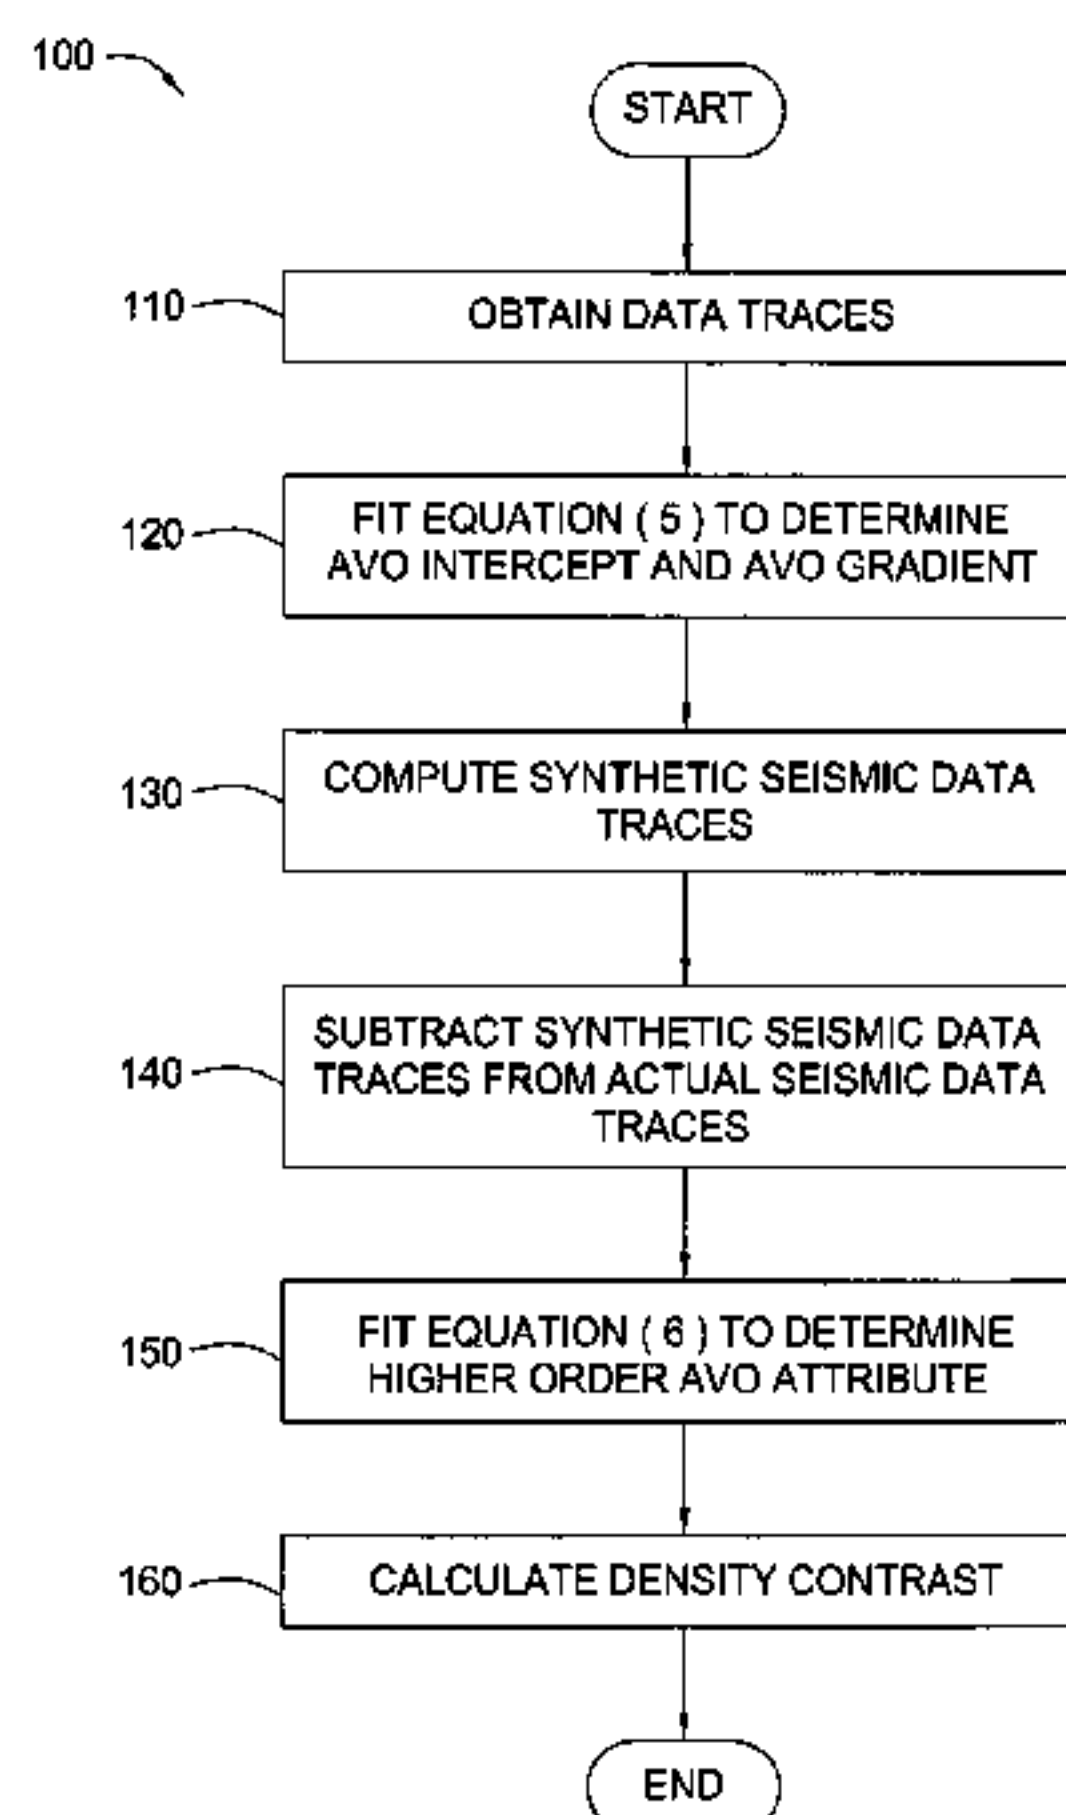 100
START
110
OBTAIN DATA TRACES
120
FIT EQUATION ( 5 ) TO DETERMINE
AVO INTERCEPT AND AVO GRADIENT
130
COMPUTE SYNTHETIC SEISMIC DATA
TRACES
140
SUBTRACT SYNTHETIC SEISMIC DATA
TRACES FROM ACTUAL SEISMIC DATA
TRACES
150
FIT EQUATION ( 6 ) TO DETERMINE
HIGHER ORDER AVO ATTRIBUTE
160
CALCULATE DENSITY CONTRAST
END